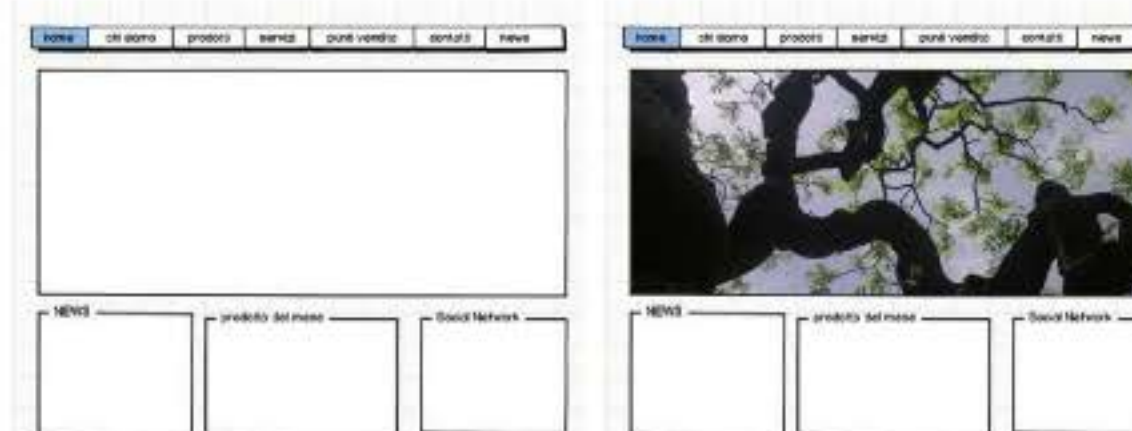 home chi siamo prodotti servizi punti vendita contatti news
NEWS prodotto del mese Social Network
home chi siamo prodotti servizi punti vendita contatti news
NEWS prodotto del mese Social Network